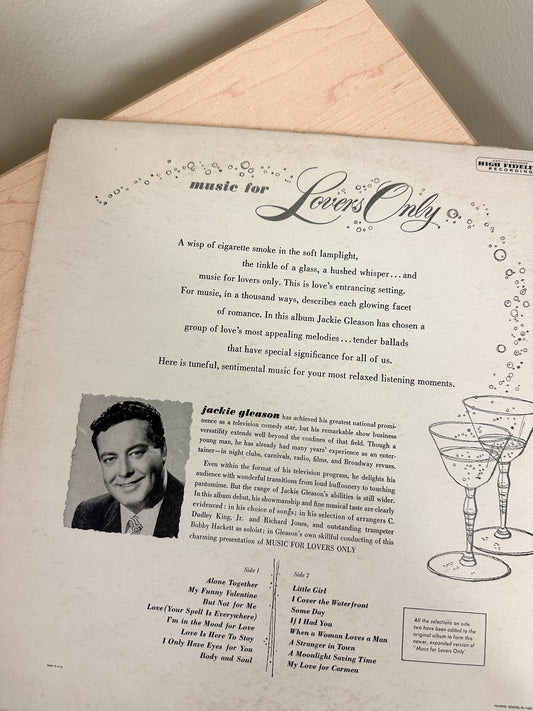 HIGH FIDELI
RECORDING
music for Lovers Only
A wisp of cigarette smoke in the soft lamplight,
the tinkle of a glass, a hushed whisper...and
music for lovers only. This is love's entrancing setting.
For music, in a thousand ways, describes each glowing facet
of romance. In this album Jackie Gleason has chosen a
group of love's most appealing melodies...tender ballads
that have special significance for all of us.
Here is tuneful, sentimental music for your most relaxed listening moments.
jackie gleason has achieved his greatest national promi-
nence as a television comedy star, but his remarkable show business
versatility extends well beyond the confines of that field. Though a
young man, he has already had many years' experience as an enter-
tainer—in night clubs, carnivals, radio, films, and Broadway revues.
Even within the format of his television program, he delights his
audience with wonderful transitions from loud buffoonery to touching
pantomime. But the range of Jackie Gleason's abilities is still wider.
In this album debut, his showmanship and fine musical taste are clearly
evidenced: in his choice of songs; in his selection of arrangers C.
Dudley King, Jr. and Richard Jones, and outstanding trumpeter
Bobby Hackett as soloist; in Gleason's own skillful conducting of this
charming presentation of MUSIC FOR LOVERS ONLY
Side 1
Alone Together
My Funny Valentine
But Not for Me
Love (Your Spell Is Everywhere)
I'm in the Mood for Love
Love Is Here To Stay
I Only Have Eyes for You
Body and Soul
Side 2
Little Girl
I Cover the Waterfront
Some Day
If I Had You
When a Woman Loves a Man
A Stranger in Town
A Moonlight Saving Time
My Love for Carmen
All the selections on side
two have been added to the
original album to form this
newer, expanded version of
"Music for Lovers Only"